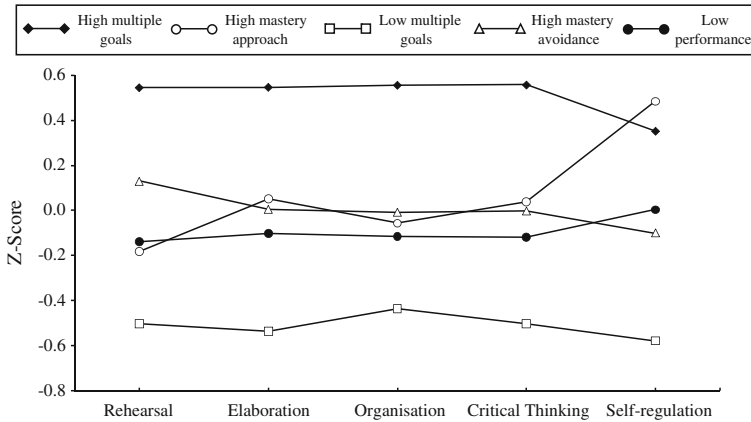 High multiple goals
High mastery approach
Low multiple goals
High mastery avoidance
Low performance
0.6
0.4
0.2
0.0
-0.2
-0.4
-0.6
-0.8
Z-Score
Rehearsal
Elaboration
Organisation
Critical Thinking
Self-regulation